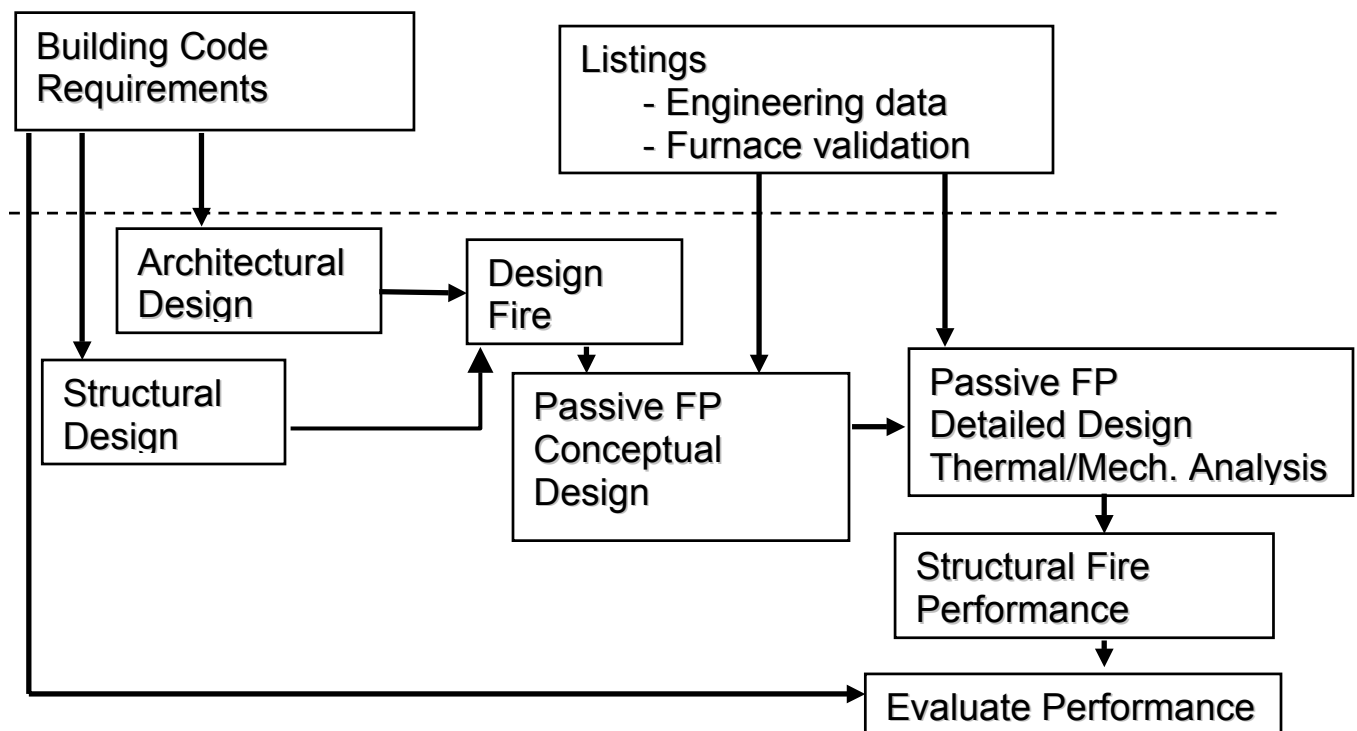 Building Code
Requirements
Listings
- Engineering data
- Furnace validation
Architectural
Design
Design
Fire
Structural
Design
Passive FP
Conceptual
Design
Passive FP
Detailed Design
Thermal/Mech. Analysis
Structural Fire
Performance
Evaluate Performance